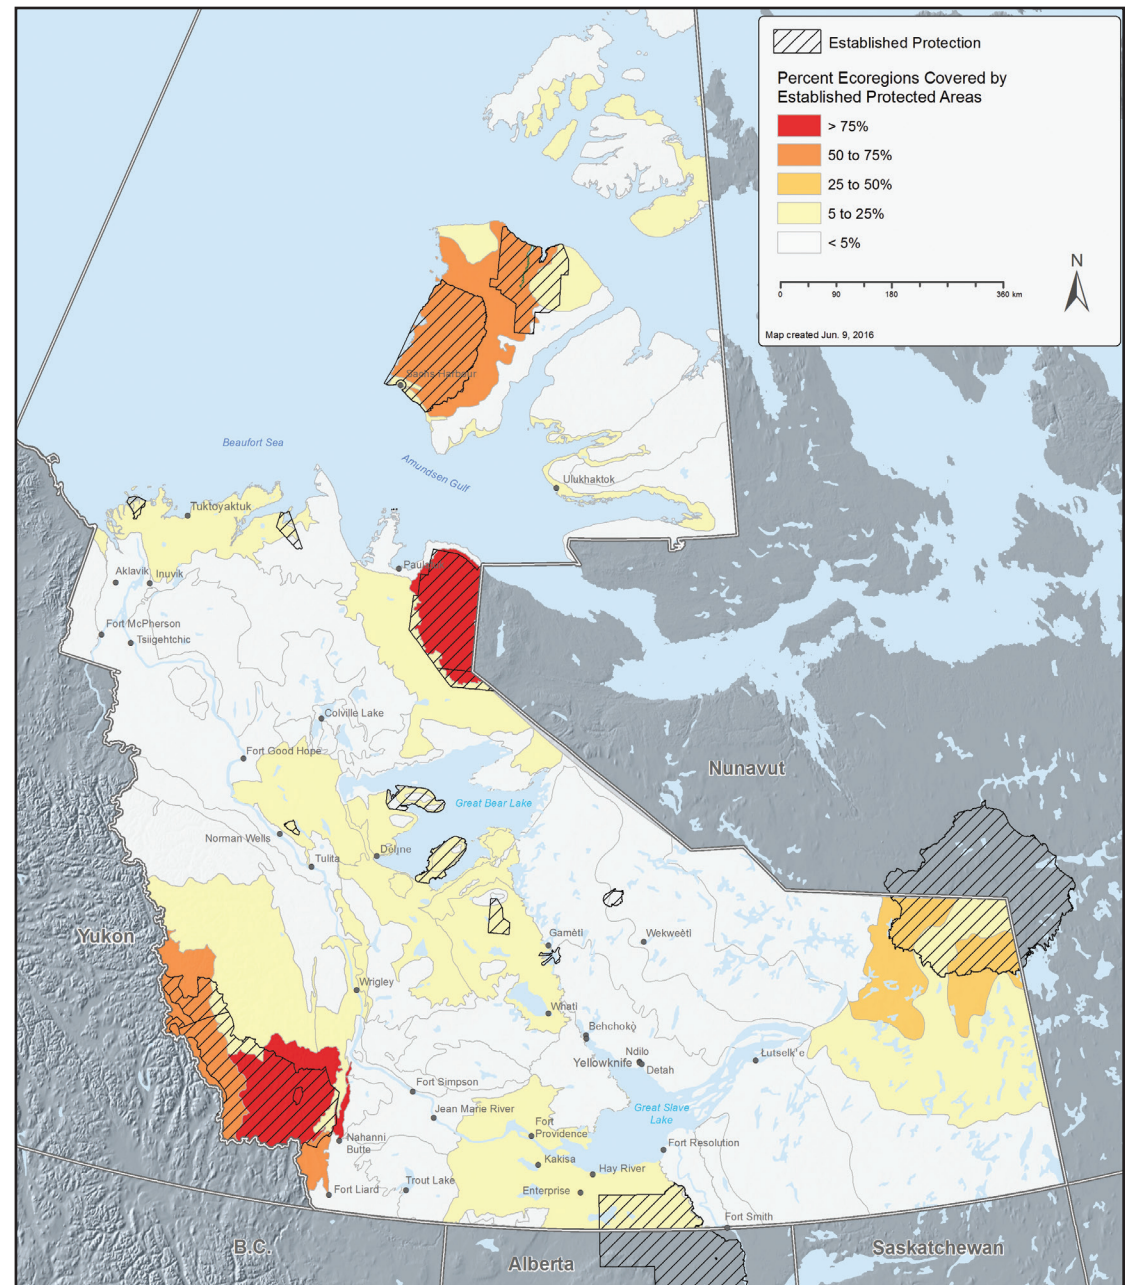 Established Protection
Percent Ecoregions Covered by
Established Protected Areas
> 75%
50 to 75%
25 to 50%
5 to 25%
< 5%
N
0 90 180 360 km
Map created Jun. 9, 2016
Sachs Harbour
Beaufort Sea
Amundsen Gulf
Ulukhaktok
Tuktoyaktuk
Aklavik
Inuvik
Fort McPherson
Tsiigehtchic
Colville Lake
Fort Good Hope
Nunavut
Great Bear Lake
Norman Wells
Tulita
Yukon
Gamètì
Wekweètì
Wrigley
Whatì
Behchokò
Yellowknife
Ndilo
Detah
Łutselk'e
Fort Simpson
Jean Marie River
Great Slave
Lake
Fort
Providence
Nahanni
Butte
Fort Resolution
Kakisa
Hay River
Trout Lake
Enterprise
Fort Liard
Fort Smith
B.C.
Alberta
Saskatchewan